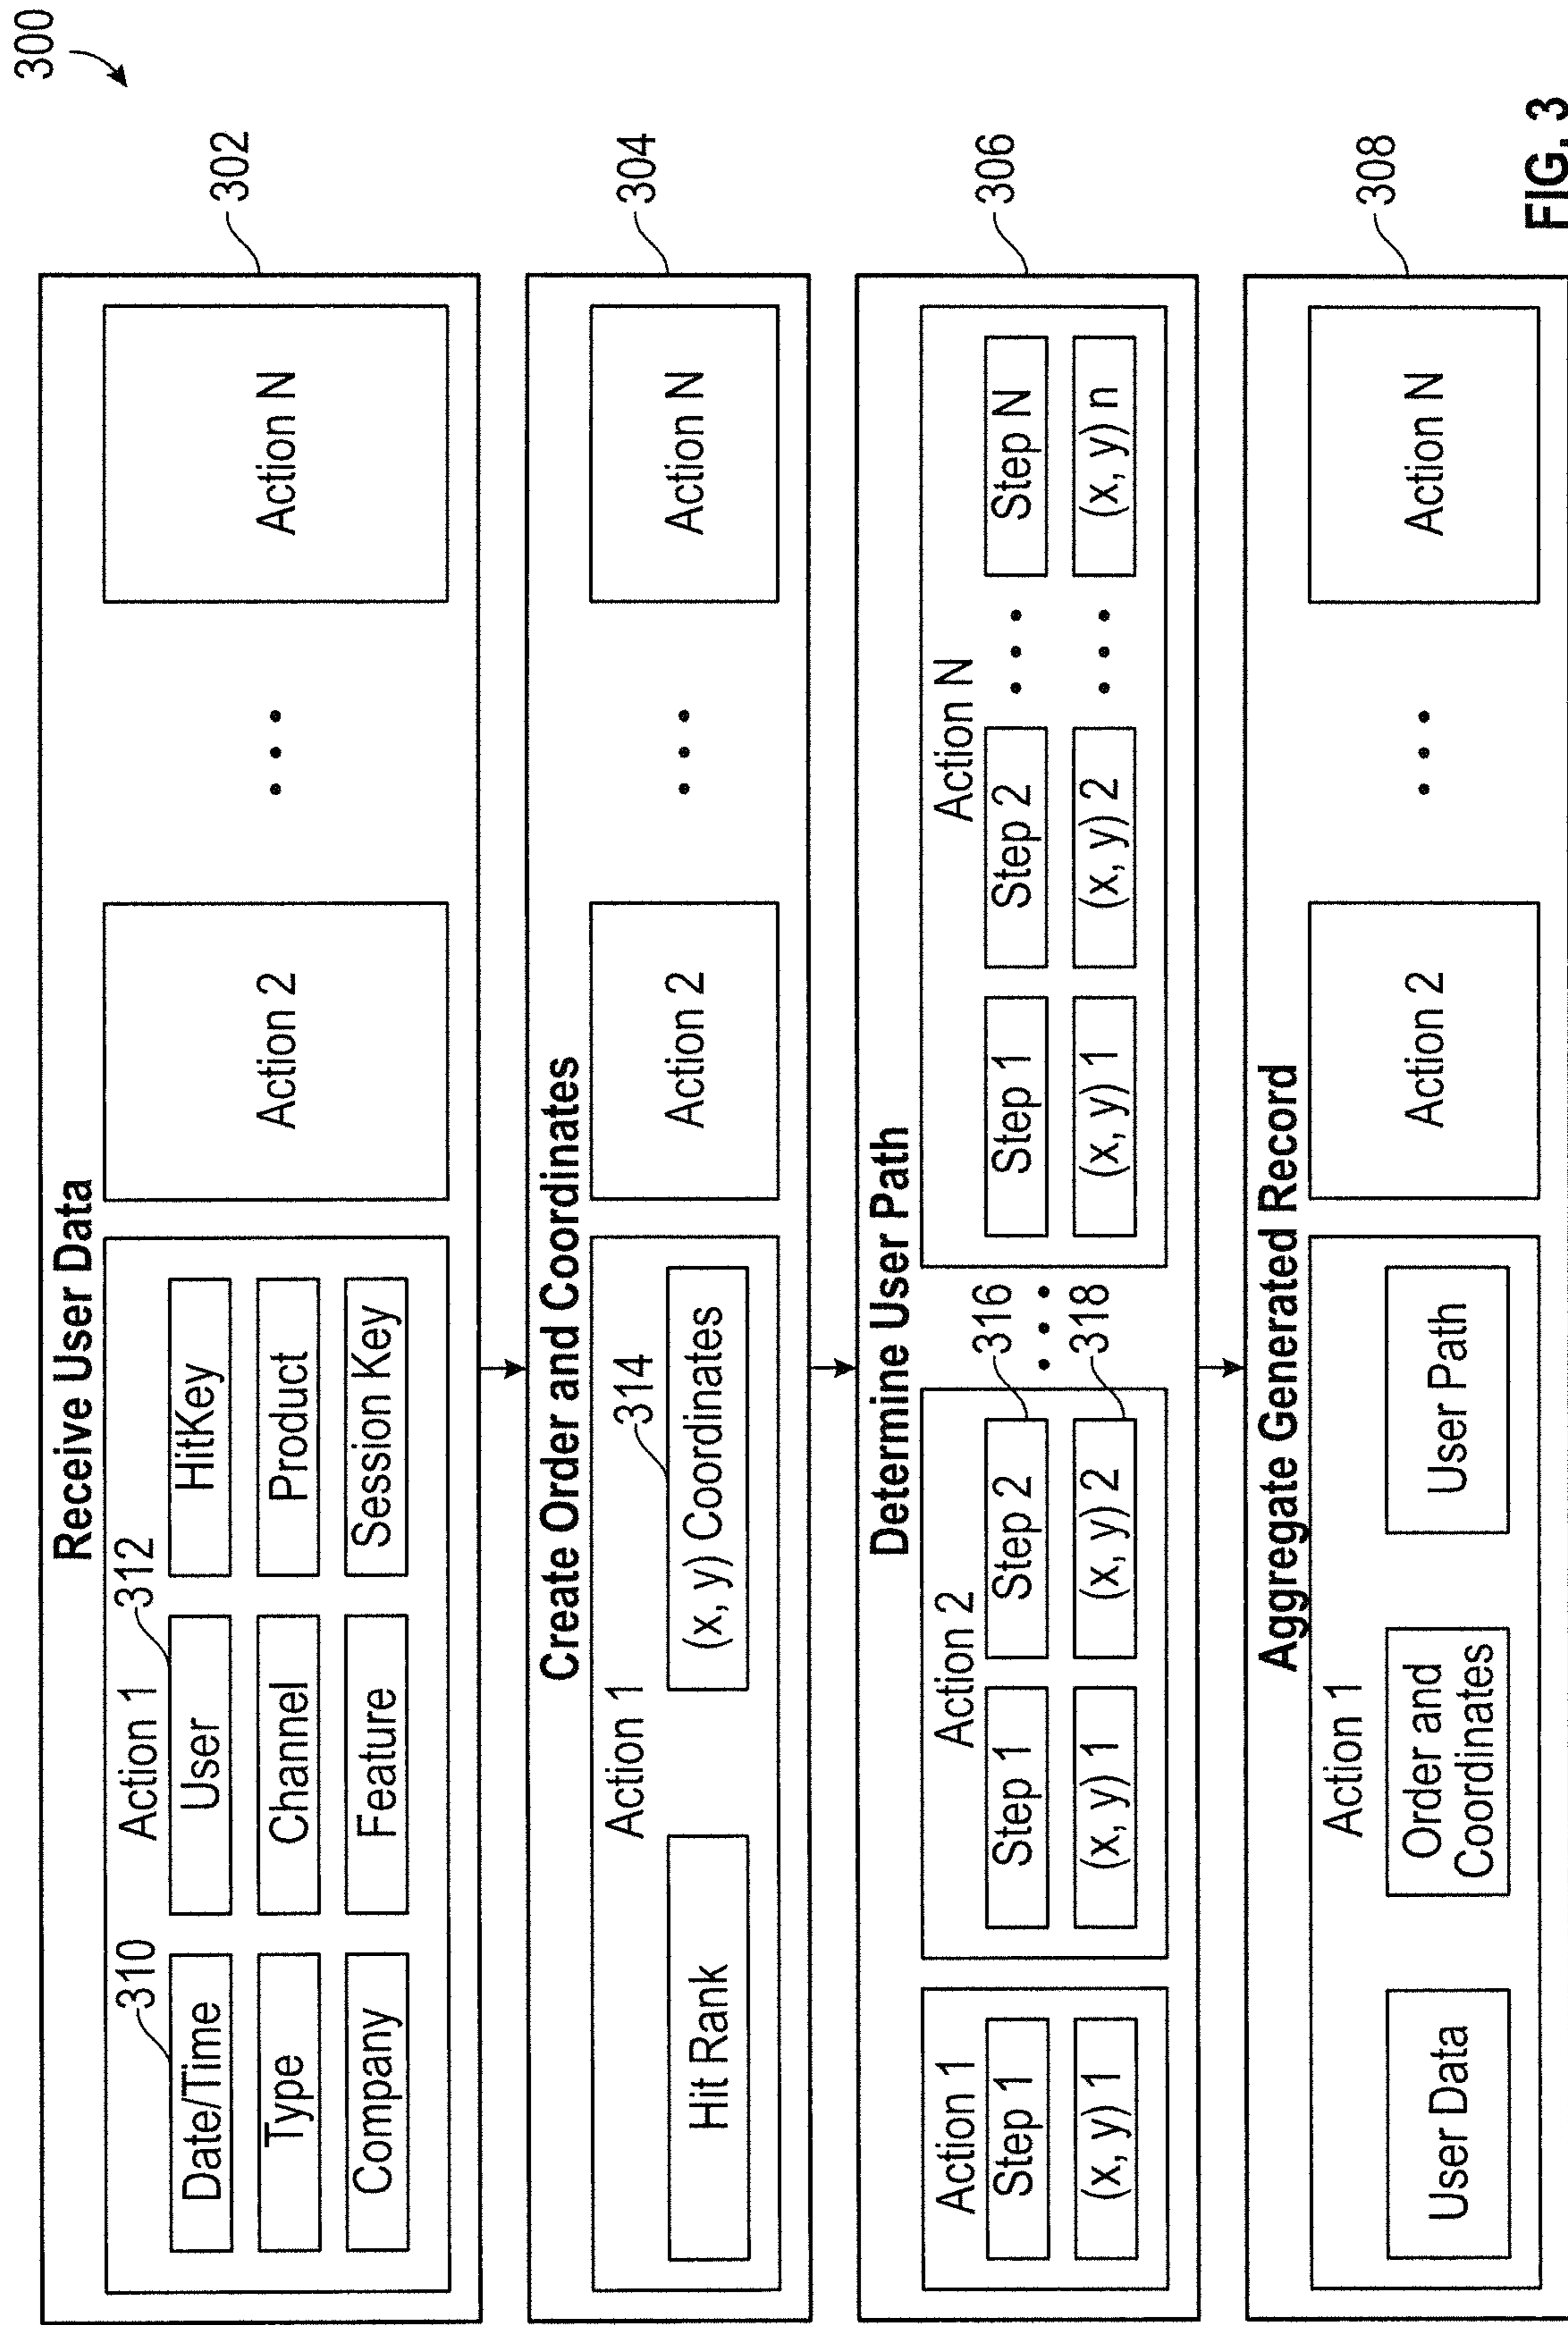 300
Receive User Data
302
Action 1
310
312
Date/Time
User
HitKey
Type
Channel
Product
Company
Feature
Session Key
Action 2
• • •
Action N
Create Order and Coordinates
304
Action 1
314
Hit Rank
(x, y) Coordinates
Action 2
• • •
Action N
Determine User Path
306
Action 1
Step 1
(x, y) 1
Action 2
Step 1
Step 2
316
(x, y) 1
(x, y) 2
318
• • •
Action N
Step 1
Step 2
• • •
Step N
(x, y) 1
(x, y) 2
• • •
(x, y) n
Aggregate Generated Record
308
Action 1
User Data
Order and
Coordinates
User Path
Action 2
• • •
Action N
FIG. 3